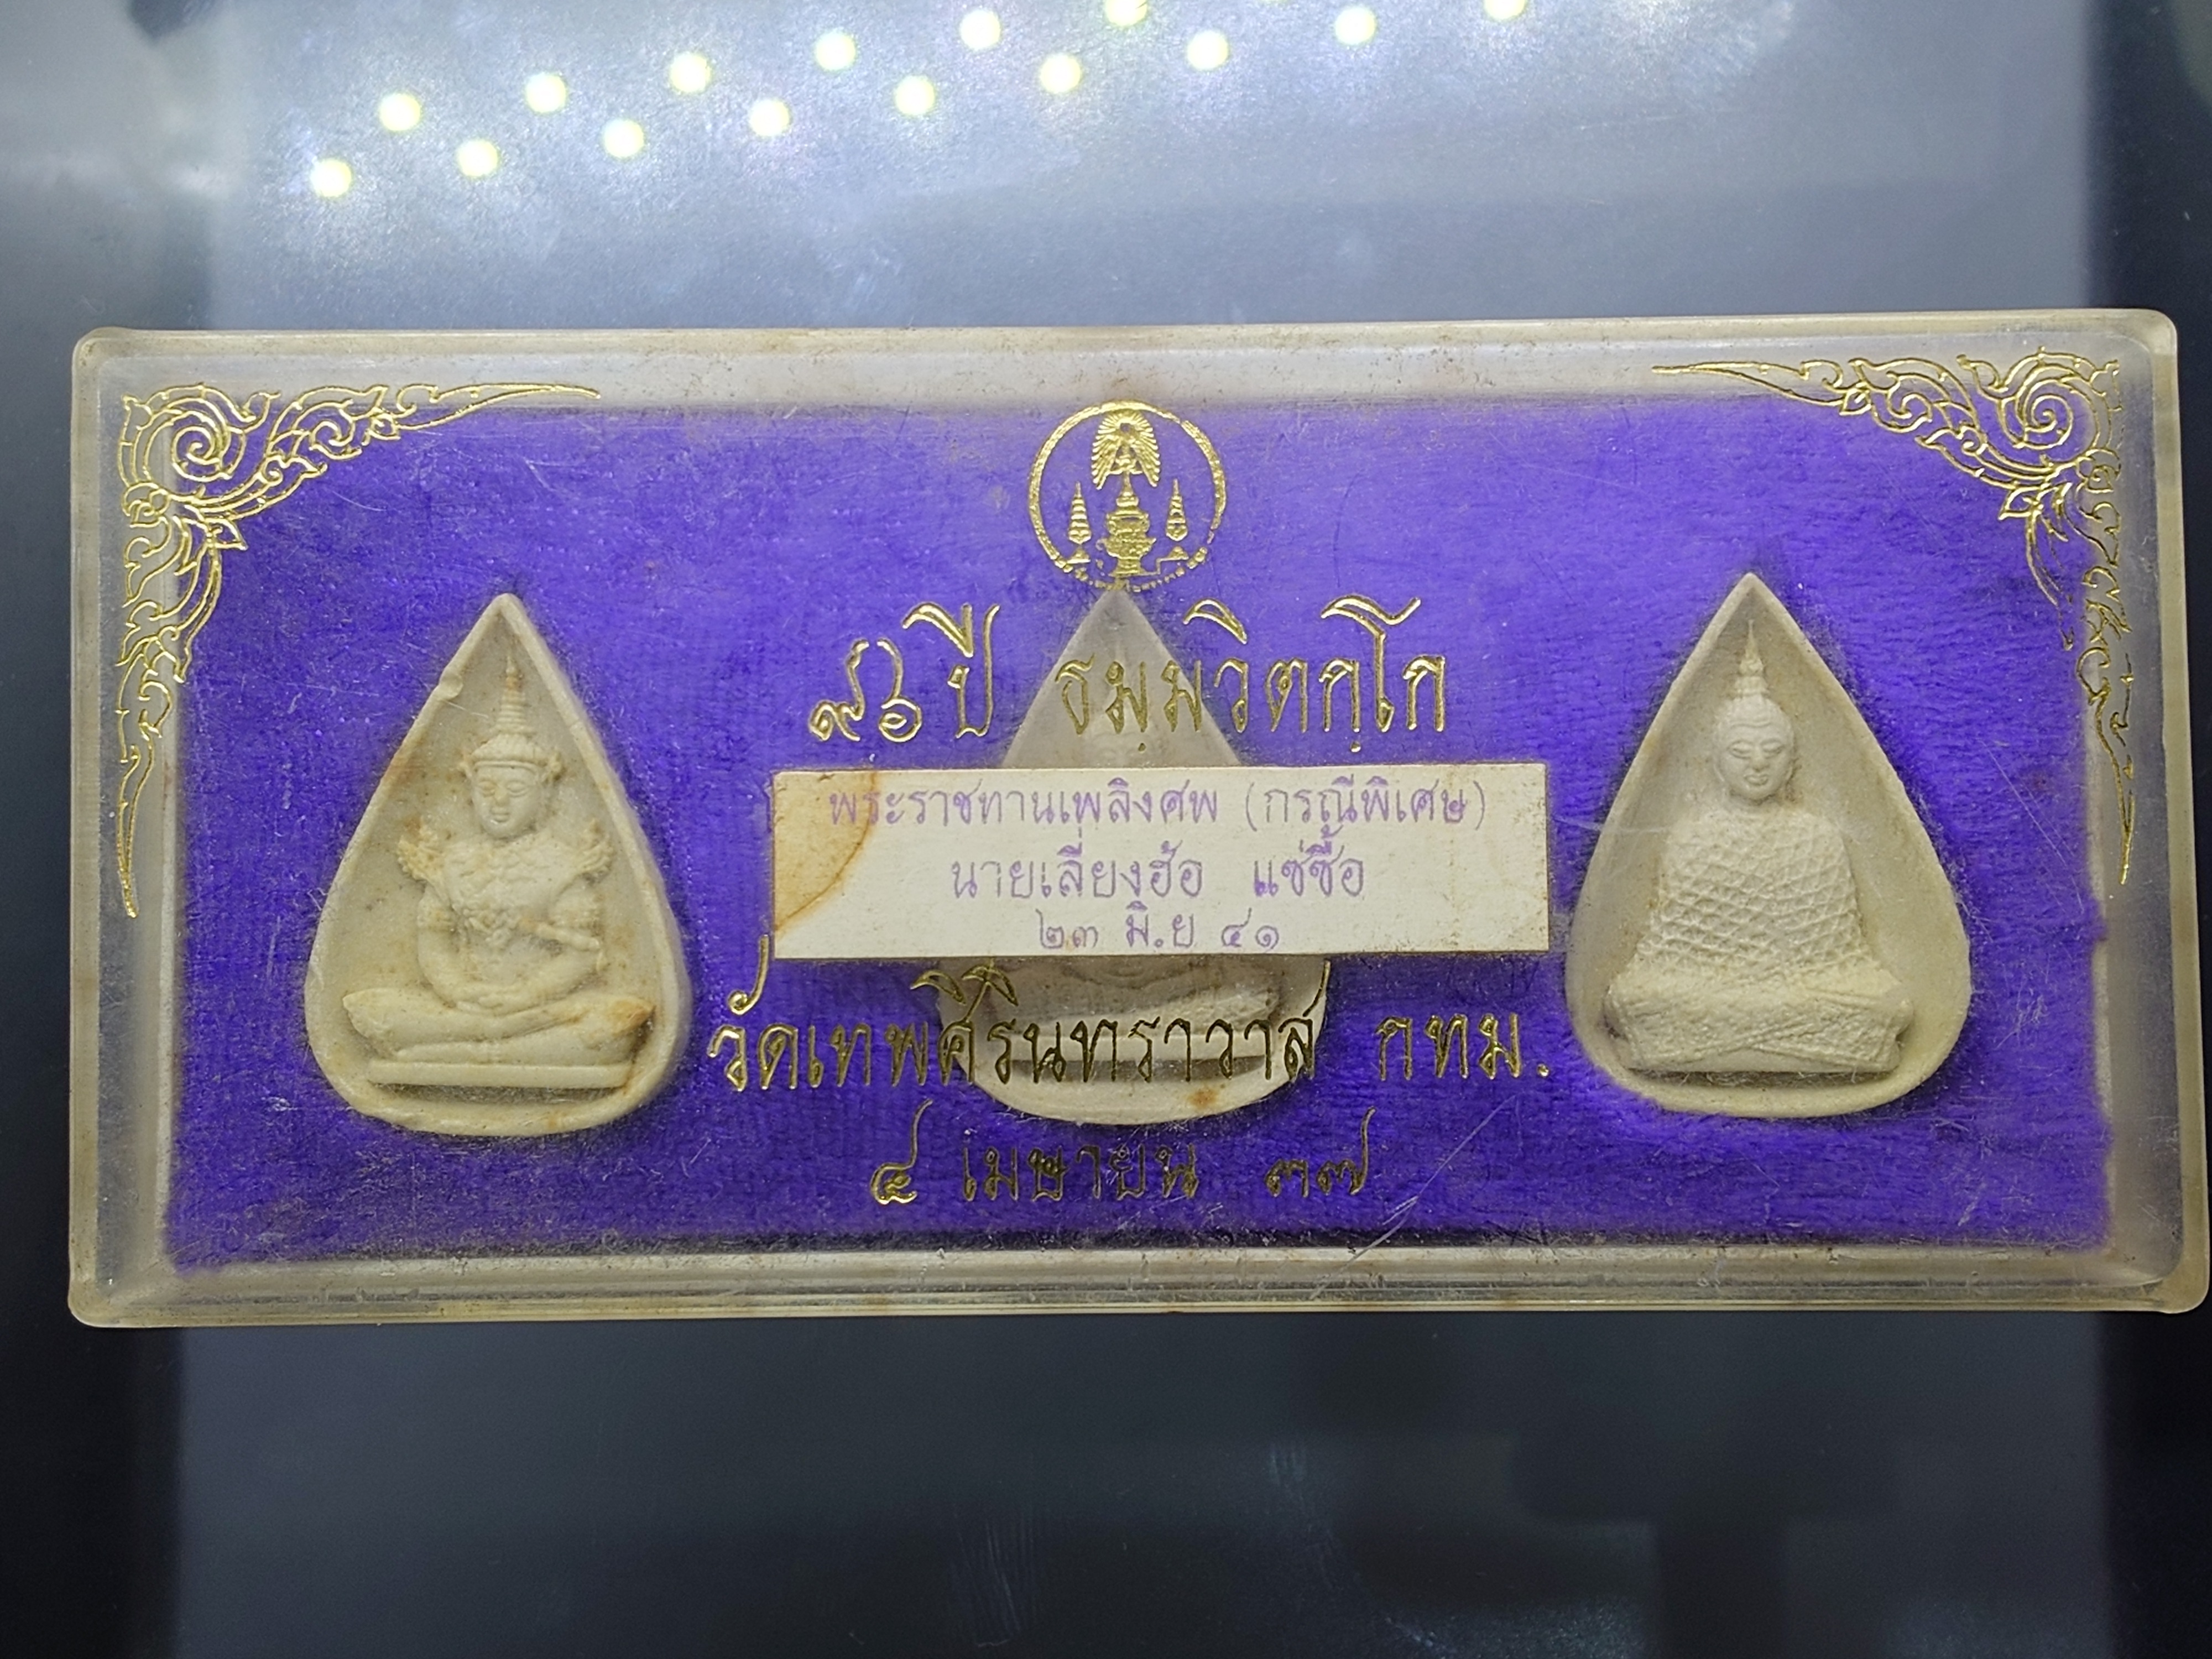 ๙๖ ปี ธมฺมวิตกฺโก
พระราชทานเพลิงศพ (กรณีพิเศษ)
นายเลี่ยงฮ้อ แซ่ซื้อ
๒๓ มิ.ย ๔๑
วัดเทพศิรินทราวาส กทม.
๔ เมษายน ๓๗